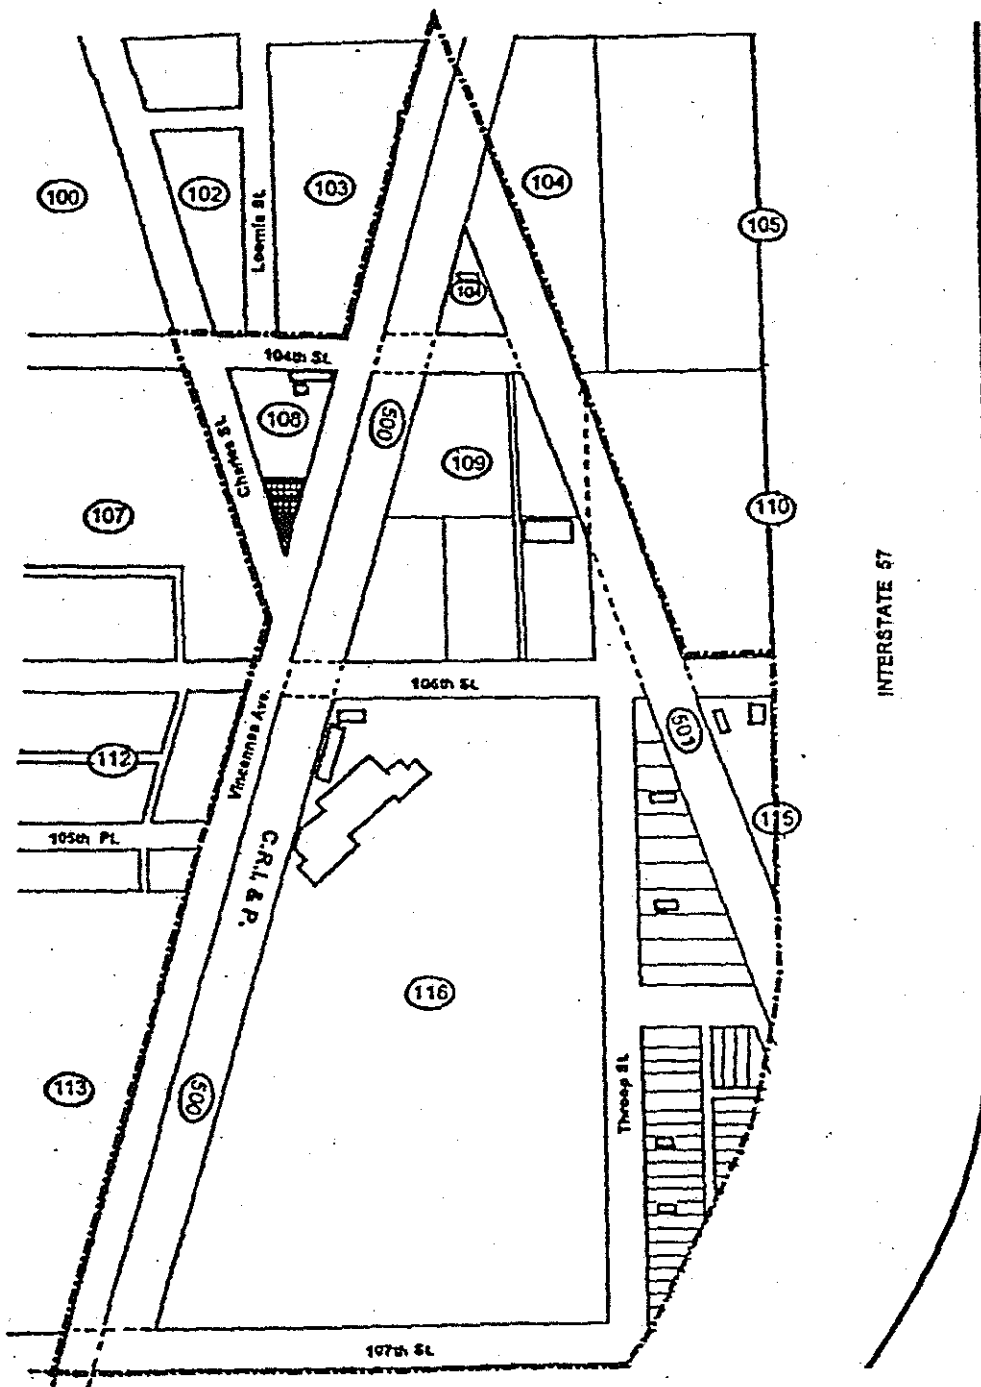 100
102
103
104
105
Loomis St.
104
104th St.
108
500
109
Charles St.
107
110
INTERSTATE 57
106th St.
Vincennes Ave.
501
112
115
105th Pl.
C.R.I. & P.
116
113
500
Throop St.
107th St.